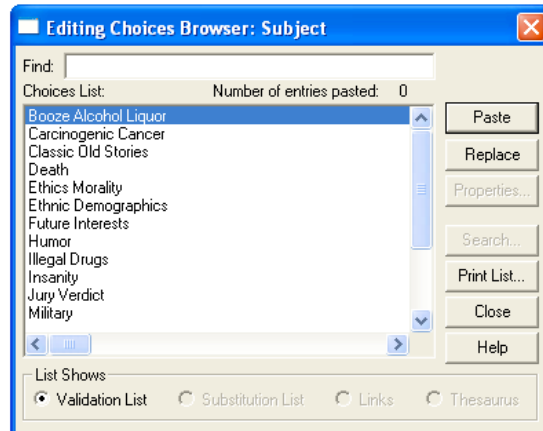 Editing Choices Browser: Subject
Find:
Choices List: Number of entries pasted: 0
Booze Alcohol Liquor
Carcinogenic Cancer
Classic Old Stories
Death
Ethics Morality
Ethnic Demographics
Future Interests
Humor
Illegal Drugs
Insanity
Jury Verdict
Military
Paste
Replace
Properties...
Search...
Print List...
Close
Help
List Shows
Validation List Substitution List Links Thesaurus